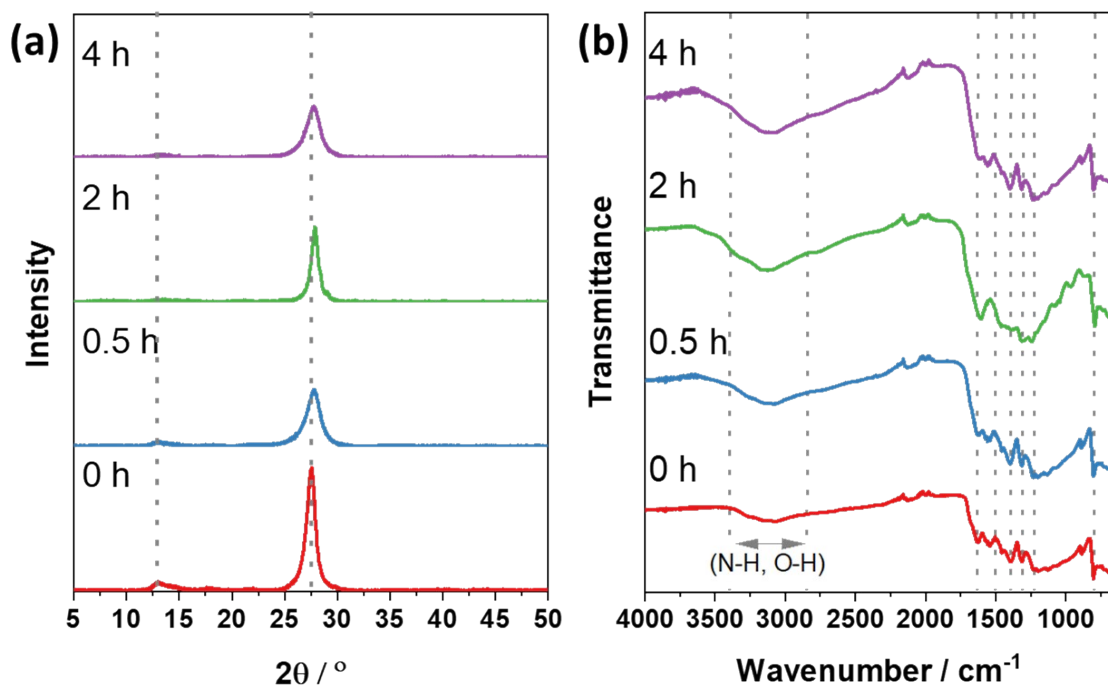 (a)
4 h
2 h
0.5 h
0 h
Intensity
5 10 15 20 25 30 35 40 45 50
2θ / º
(b)
4 h
2 h
0.5 h
0 h
(N-H, O-H)
Transmittance
4000 3500 3000 2500 2000 1500 1000
Wavenumber / cm⁻¹